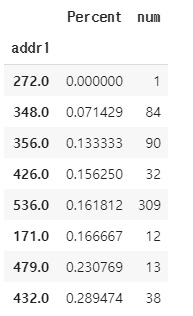 Percent num
addr1
272.0 0.000000 1
348.0 0.071429 84
356.0 0.133333 90
426.0 0.156250 32
536.0 0.161812 309
171.0 0.166667 12
479.0 0.230769 13
432.0 0.289474 38